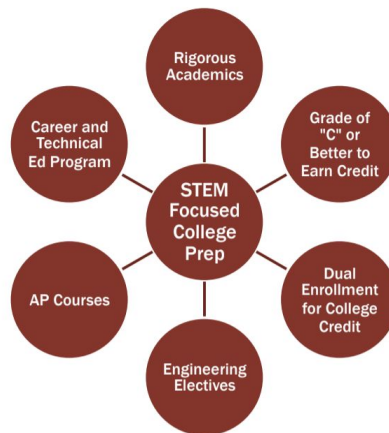 Rigorous
Academics
Career and
Technical
Ed Program
Grade of
"C" or
Better to
Earn Credit
STEM
Focused
College
Prep
AP Courses
Dual
Enrollment
for College
Credit
Engineering
Electives